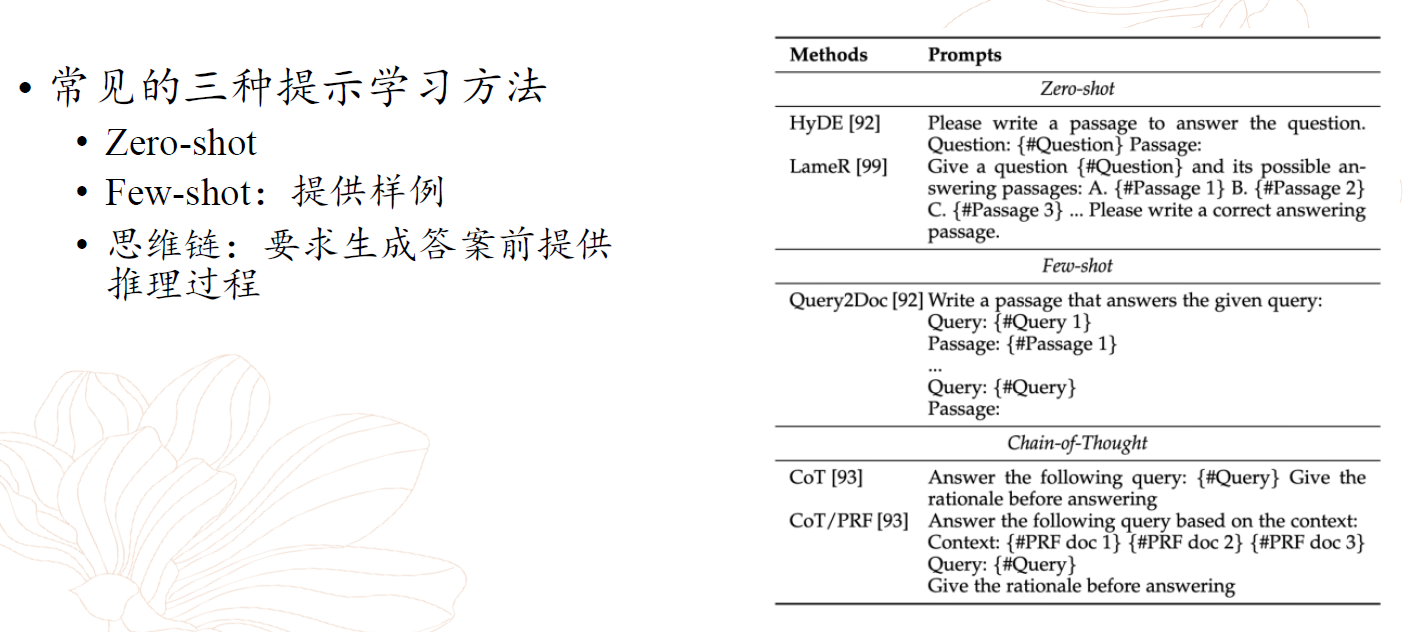 • 常见的三种提示学习方法
• Zero-shot
• Few-shot：提供样例
• 思维链：要求生成答案前提供
推理过程
Methods Prompts
Zero-shot
HyDE [92] Please write a passage to answer the question.
Question: {#Question} Passage:
LameR [99] Give a question {#Question} and its possible an-
swering passages: A. {#Passage 1} B. {#Passage 2}
C. {#Passage 3} ... Please write a correct answering
passage.
Few-shot
Query2Doc [92] Write a passage that answers the given query:
Query: {#Query 1}
Passage: {#Passage 1}
...
Query: {#Query}
Passage:
Chain-of-Thought
CoT [93] Answer the following query: {#Query} Give the
rationale before answering
CoT/PRF [93] Answer the following query based on the context:
Context: {#PRF doc 1} {#PRF doc 2} {#PRF doc 3}
Query: {#Query}
Give the rationale before answering